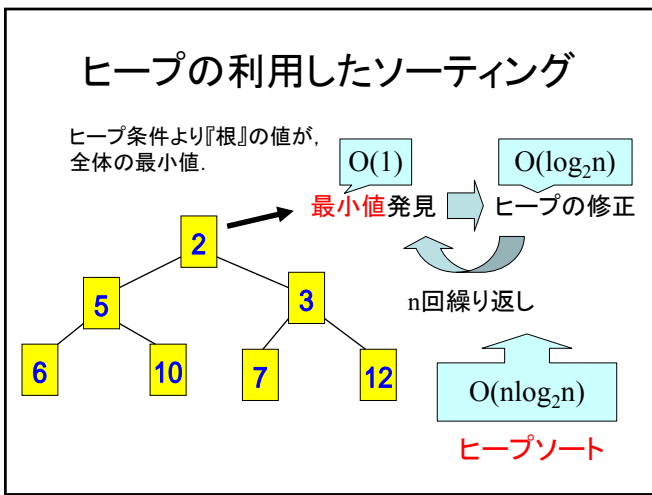 ヒープの利用したソーティング
ヒープ条件より『根』の値が,
全体の最小値.
O(1)
O(log₂n)
最小値発見
ヒープの修正
n回繰り返し
2
5
3
6
10
7
12
O(nlog₂n)
ヒープソート